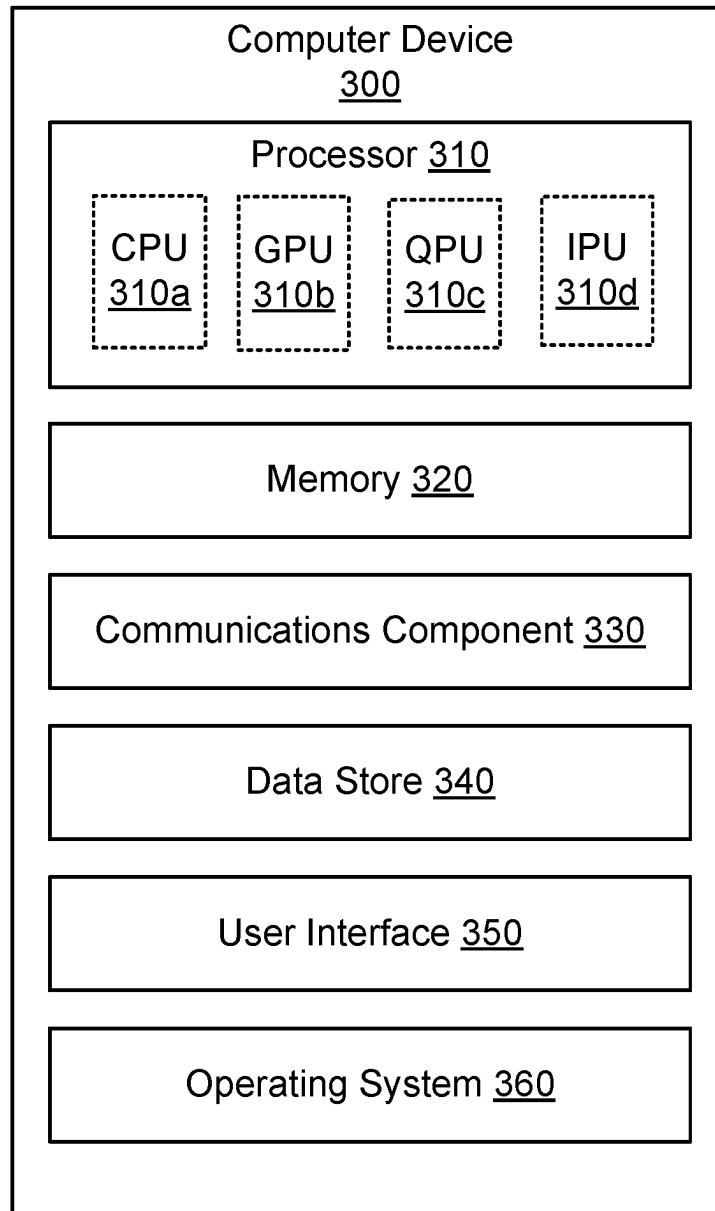 Computer Device
300
Processor 310
CPU GPU QPU IPU
310a 310b 310c 310d
Memory 320
Communications Component 330
Data Store 340
User Interface 350
Operating System 360